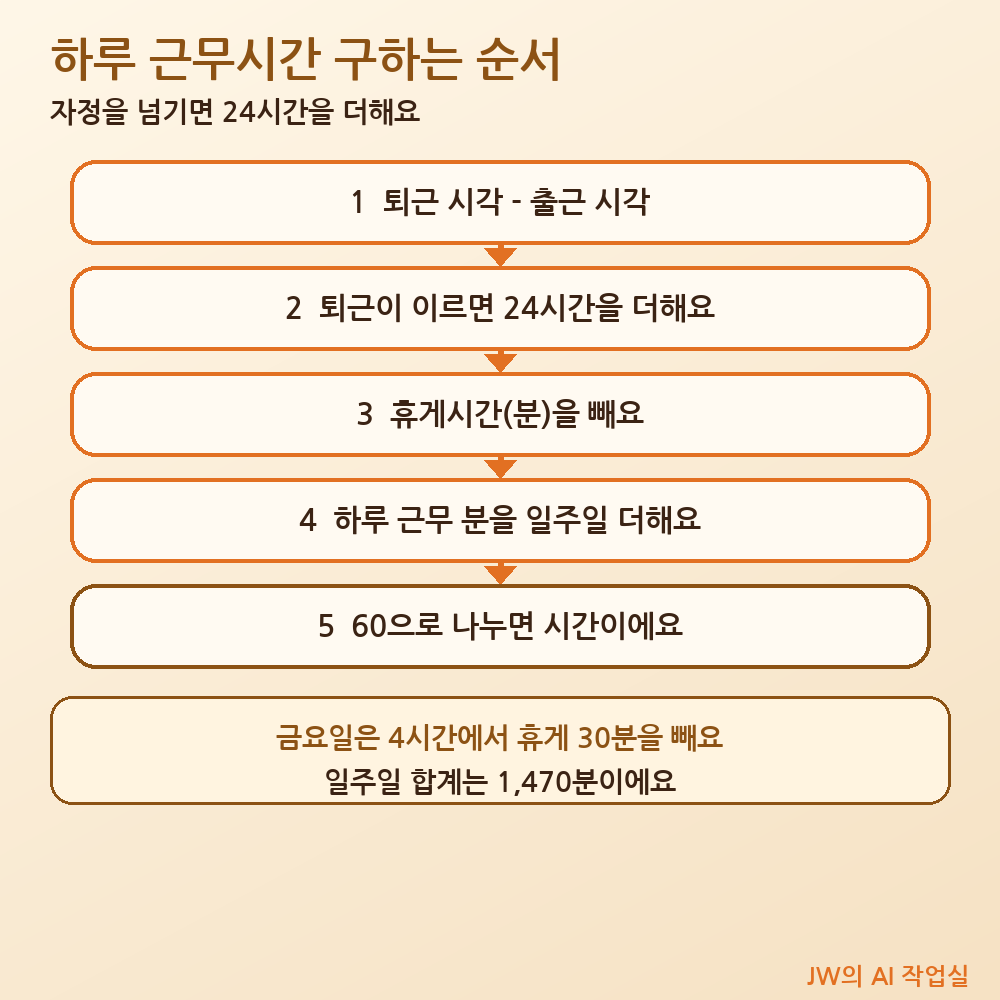 하루 근무시간 구하는 순서
자정을 넘기면 24시간을 더해요
1 퇴근 시각 - 출근 시각
2 퇴근이 이르면 24시간을 더해요
3 휴게시간(분)을 빼요
4 하루 근무 분을 일주일 더해요
5 60으로 나누면 시간이에요
금요일은 4시간에서 휴게 30분을 빼요
일주일 합계는 1,470분이에요
JW의 AI 작업실